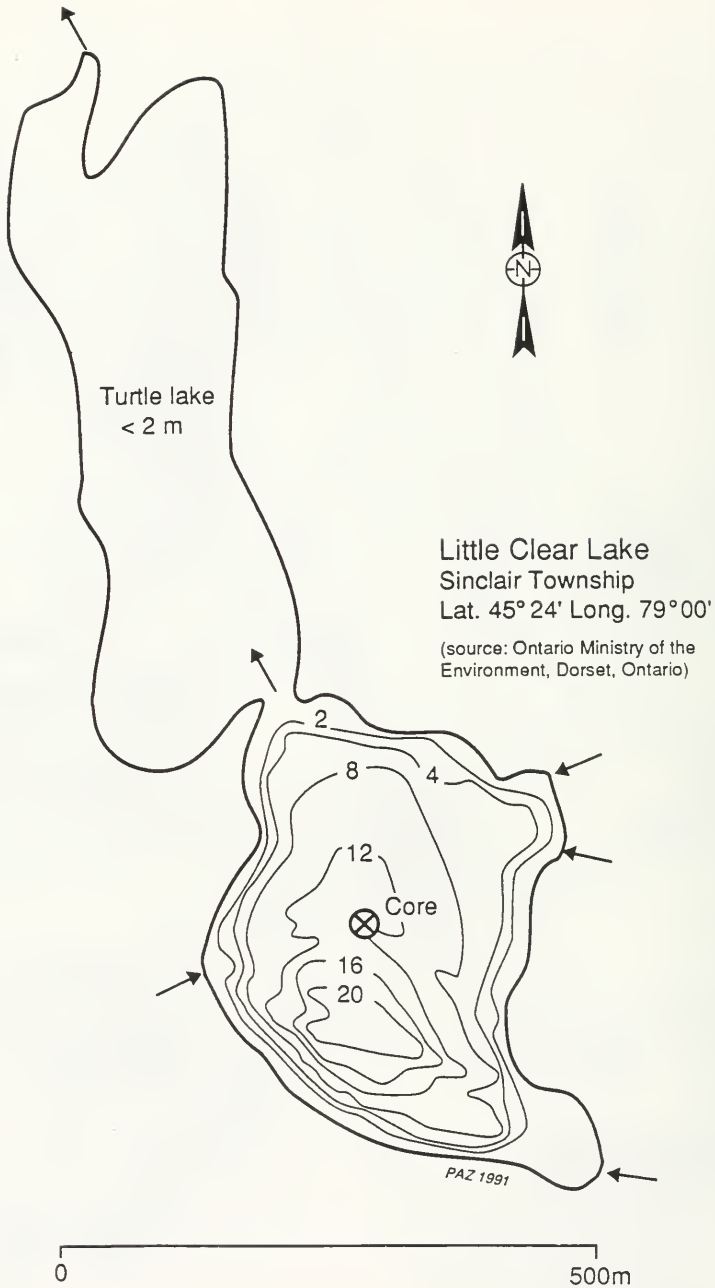 N
Turtle lake
< 2 m
Little Clear Lake
Sinclair Township
Lat. 45° 24' Long. 79°00'
(source: Ontario Ministry of the
Environment, Dorset, Ontario)
2
8
4
12
Core
16
20
PAZ 1991
0
500m